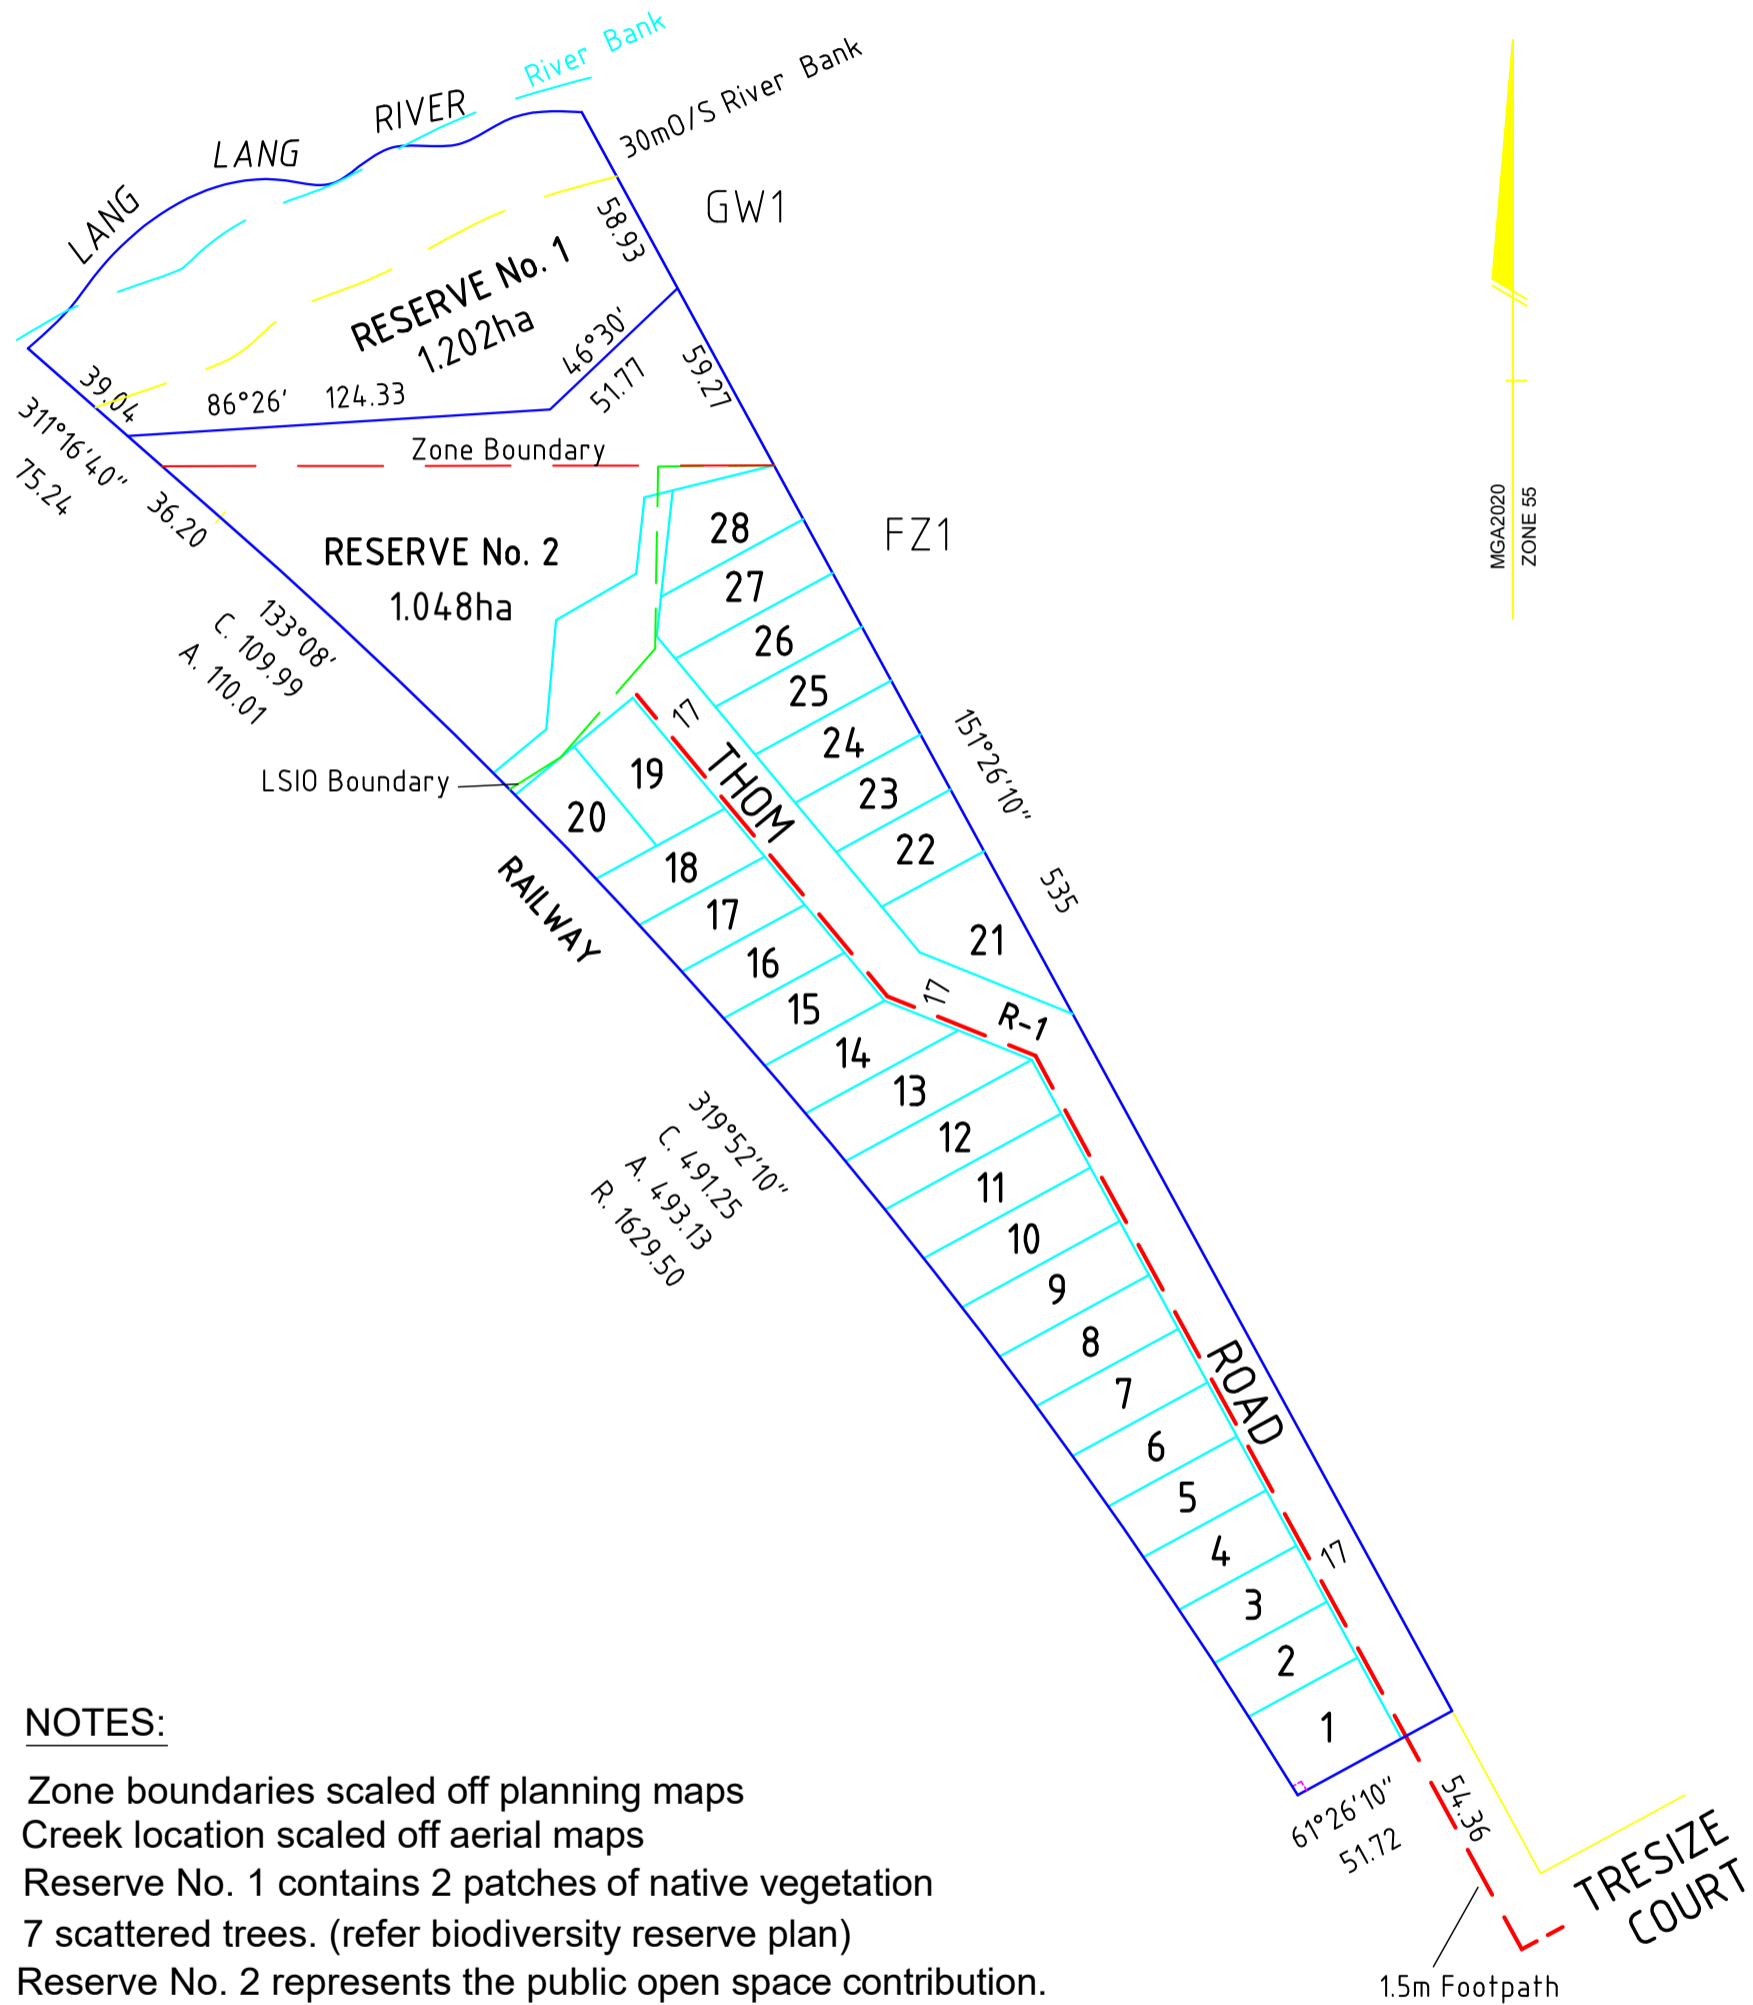 River Bank
30mO/S River Bank
LANG LANG RIVER
GW1
58.93
RESERVE No. 1
1.202ha
46°30'
51.77
59.27
39.04
86°26' 124.33
311°16'40"
75.24
Zone Boundary
36.20
RESERVE No. 2
1.048ha
FZ1
MGA2020
ZONE 55
133°08'
C. 109.99
A. 110.01
28
27
26
25
24
23
22
21
17
THOM
151°26'10"
535
LSIO Boundary
19
20
18
17
16
15
14
13
12
11
10
9
8
7
6
5
4
3
2
1
RAILWAY
17
R-1
319°52'10"
C. 491.25
A. 493.13
R. 1629.50
ROAD
17
61°26'10"
51.72
54.36
TRESIZE
COURT
1.5m Footpath
NOTES:
Zone boundaries scaled off planning maps
Creek location scaled off aerial maps
Reserve No. 1 contains 2 patches of native vegetation
7 scattered trees. (refer biodiversity reserve plan)
Reserve No. 2 represents the public open space contribution.